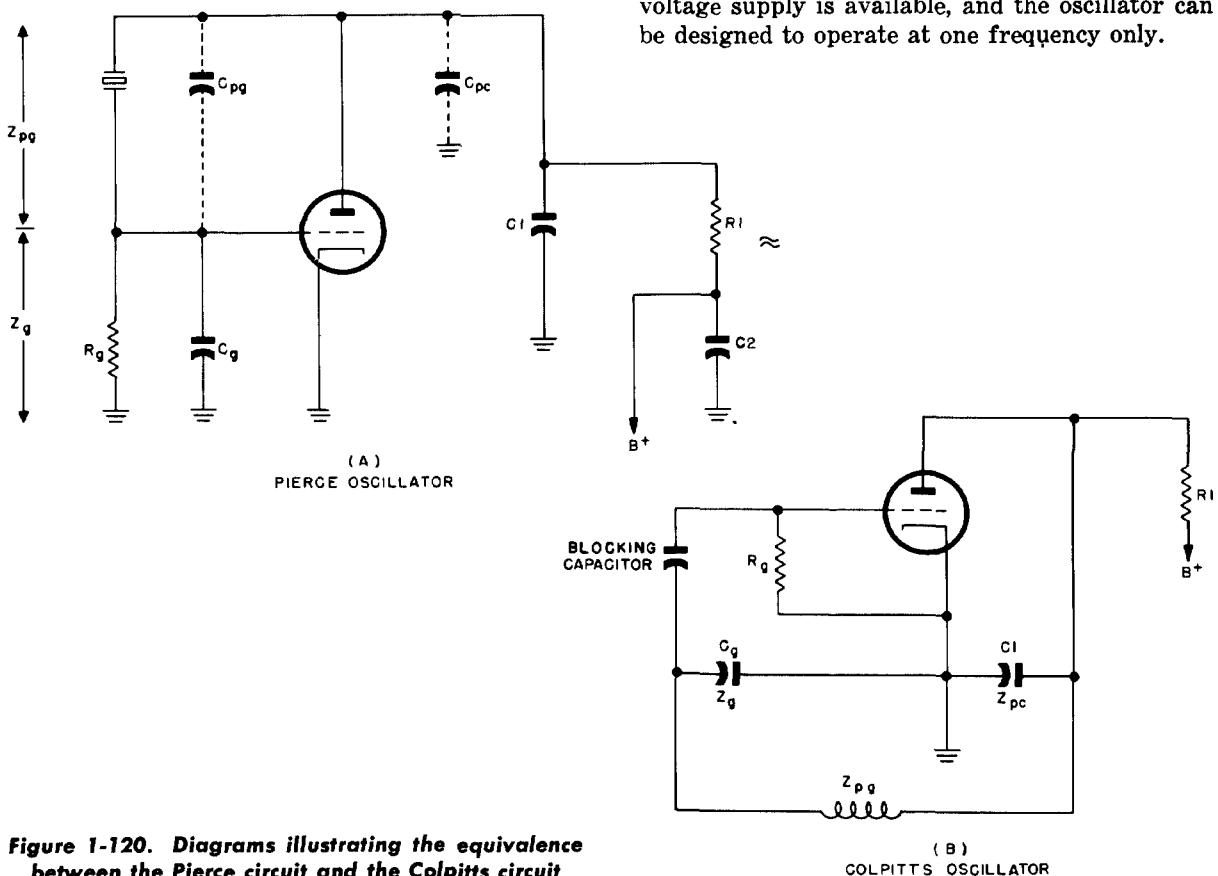 voltage supply is available, and the oscillator can
be designed to operate at one frequency only.
Cpg
Cpc
Zpg
C1
R1
≈
Zg
Rg
Cg
C2
B+
(A)
PIERCE OSCILLATOR
R1
BLOCKING
CAPACITOR
Rg
B+
Cg
C1
Zg
Zpc
Zpg
(B)
COLPITTS OSCILLATOR
Figure 1-120. Diagrams illustrating the equivalence
between the Pierce circuit and the Colpitts circuit